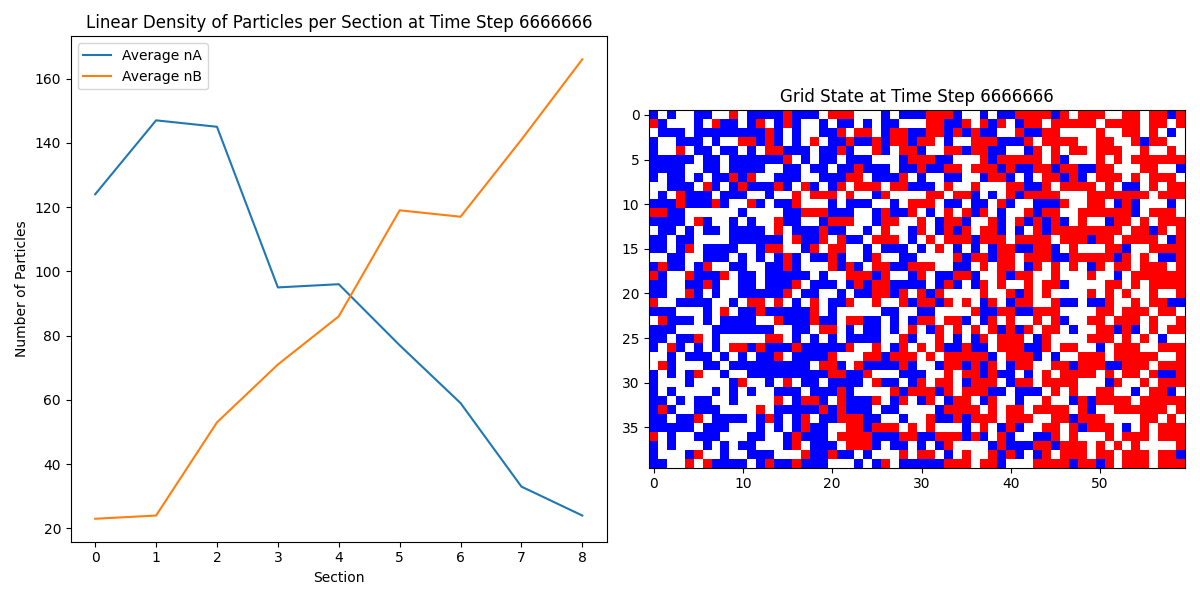 Linear Density of Particles per Section at Time Step 6666666
Average nA
Average nB
160
140
120
100
80
60
40
20
Number of Particles
0 1 2 3 4 5 6 7 8
Section
Grid State at Time Step 6666666
0
5
10
15
20
25
30
35
0 10 20 30 40 50